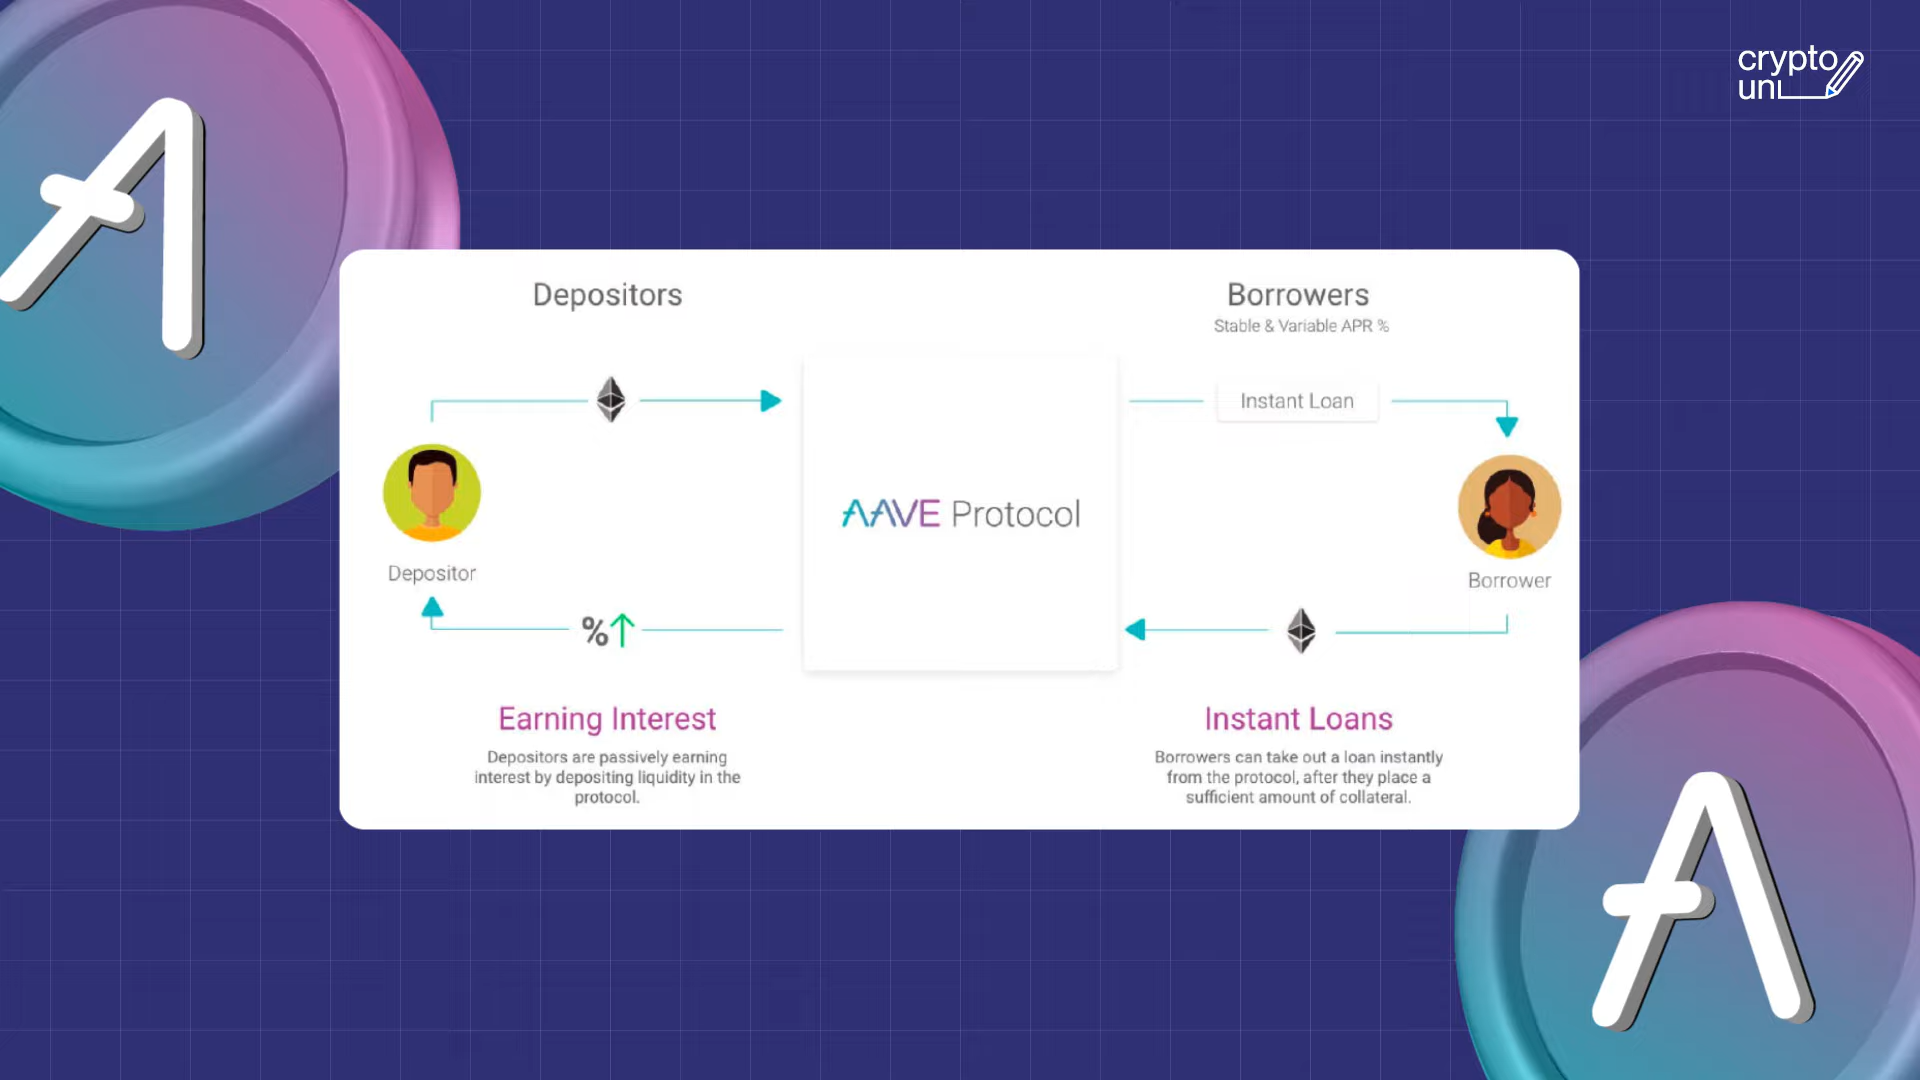 crypto
uni
Depositors
Borrowers
Stable & Variable APR %
Instant Loan
AAVE Protocol
Depositor
Borrower
%
Earning Interest
Depositors are passively earning
interest by depositing liquidity in the
protocol.
Instant Loans
Borrowers can take out a loan instantly
from the protocol, after they place a
sufficient amount of collateral.